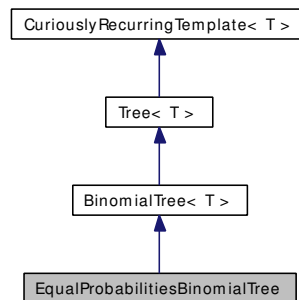 CuriouslyRecurringTemplate< T >
Tree< T >
BinomialTree< T >
EqualProbabilitiesBinomialTree